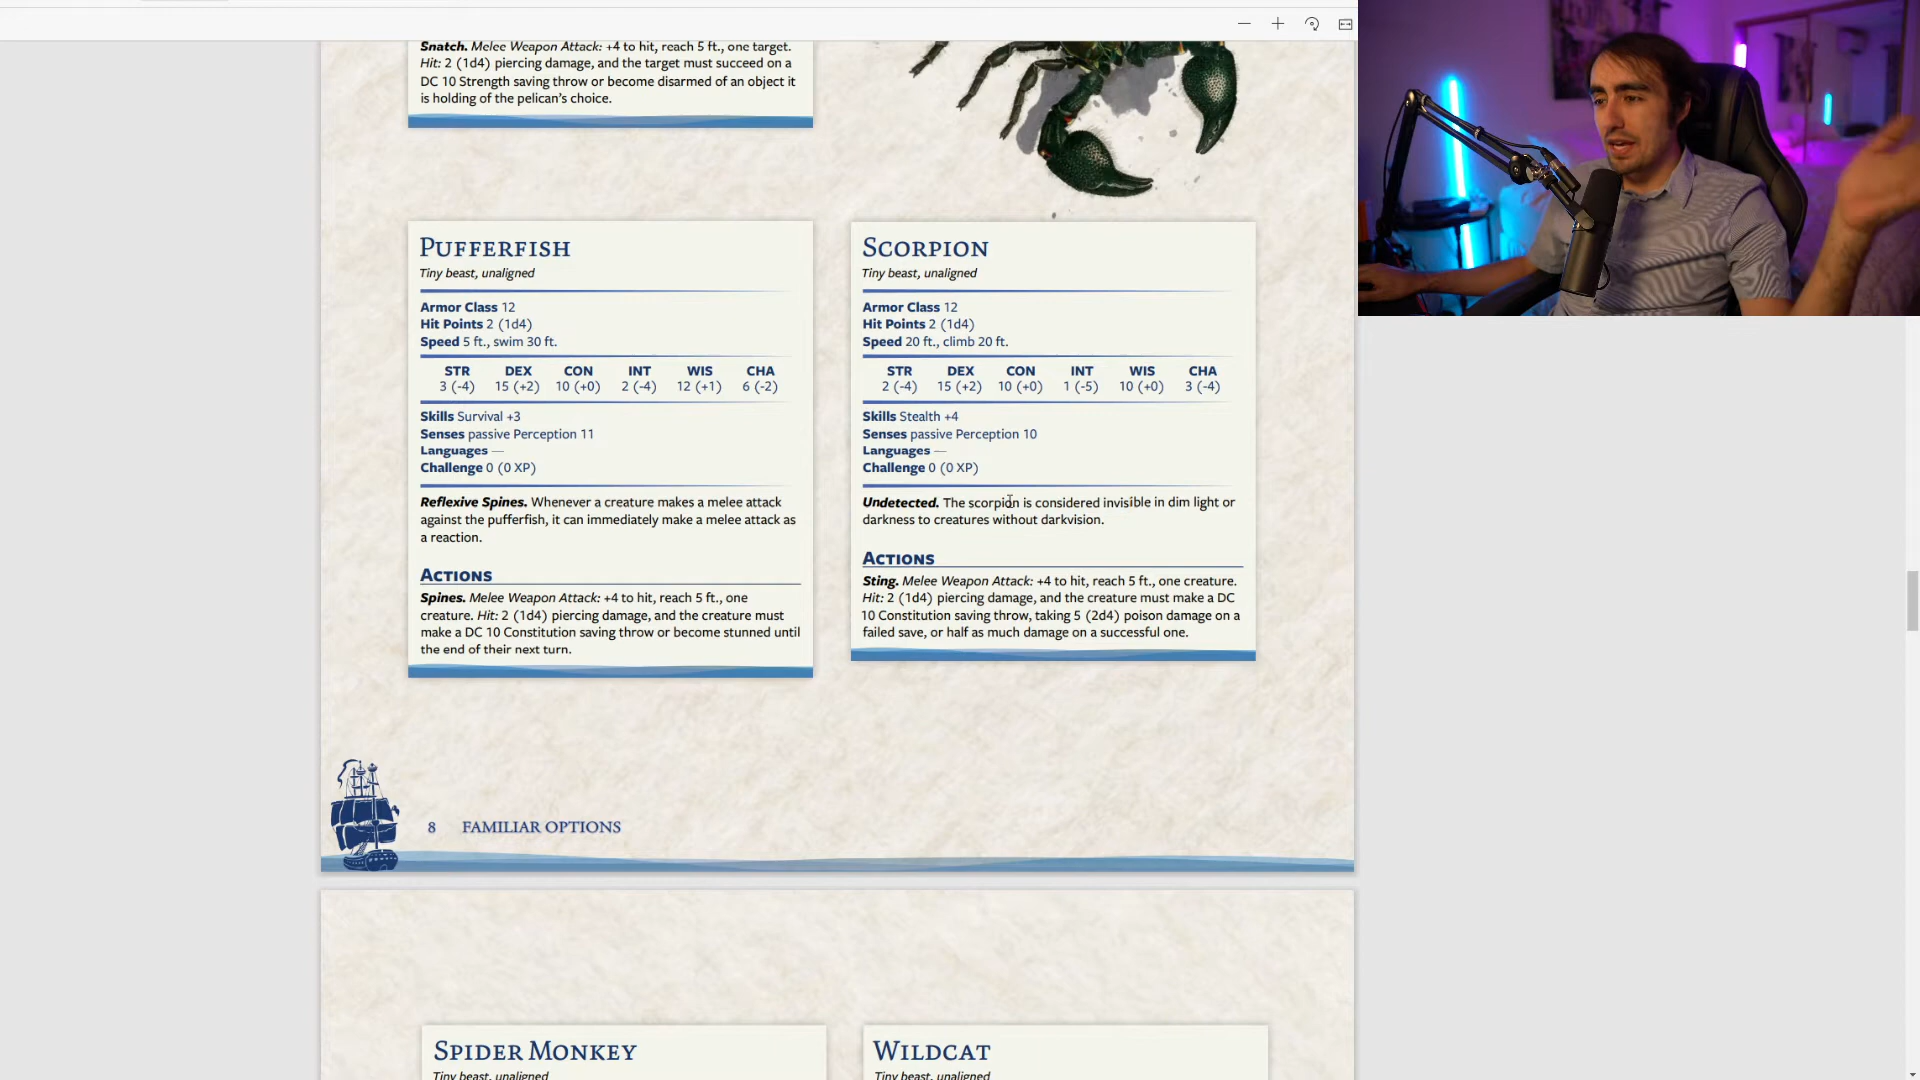 Snatch. Melee Weapon Attack: +4 to hit, reach 5 ft., one target.
Hit: 2 (1d4) piercing damage, and the target must succeed on a
DC 10 Strength saving throw or become disarmed of an object it
is holding of the pelican's choice.
PUFFERFISH
Tiny beast, unaligned
Armor Class 12
Hit Points 2 (1d4)
Speed 5 ft., swim 30 ft.
STR DEX CON INT WIS CHA
3 (-4) 15 (+2) 10 (+0) 2 (-4) 12 (+1) 6 (-2)
Skills Survival +3
Senses passive Perception 11
Languages —
Challenge 0 (0 XP)
Reflexive Spines. Whenever a creature makes a melee attack
against the pufferfish, it can immediately make a melee attack as
a reaction.
ACTIONS
Spines. Melee Weapon Attack: +4 to hit, reach 5 ft., one
creature. Hit: 2 (1d4) piercing damage, and the creature must
make a DC 10 Constitution saving throw or become stunned until
the end of their next turn.
SCORPION
Tiny beast, unaligned
Armor Class 12
Hit Points 2 (1d4)
Speed 20 ft., climb 20 ft.
STR DEX CON INT WIS CHA
2 (-4) 15 (+2) 10 (+0) 1 (-5) 10 (+0) 3 (-4)
Skills Stealth +4
Senses passive Perception 10
Languages —
Challenge 0 (0 XP)
Undetected. The scorpion is considered invisible in dim light or
darkness to creatures without darkvision.
ACTIONS
Sting. Melee Weapon Attack: +4 to hit, reach 5 ft., one creature.
Hit: 2 (1d4) piercing damage, and the creature must make a DC
10 Constitution saving throw, taking 5 (2d4) poison damage on a
failed save, or half as much damage on a successful one.
8 FAMILIAR OPTIONS
SPIDER MONKEY
Tiny beast, unaligned
WILDCAT
Tiny beast, unaligned